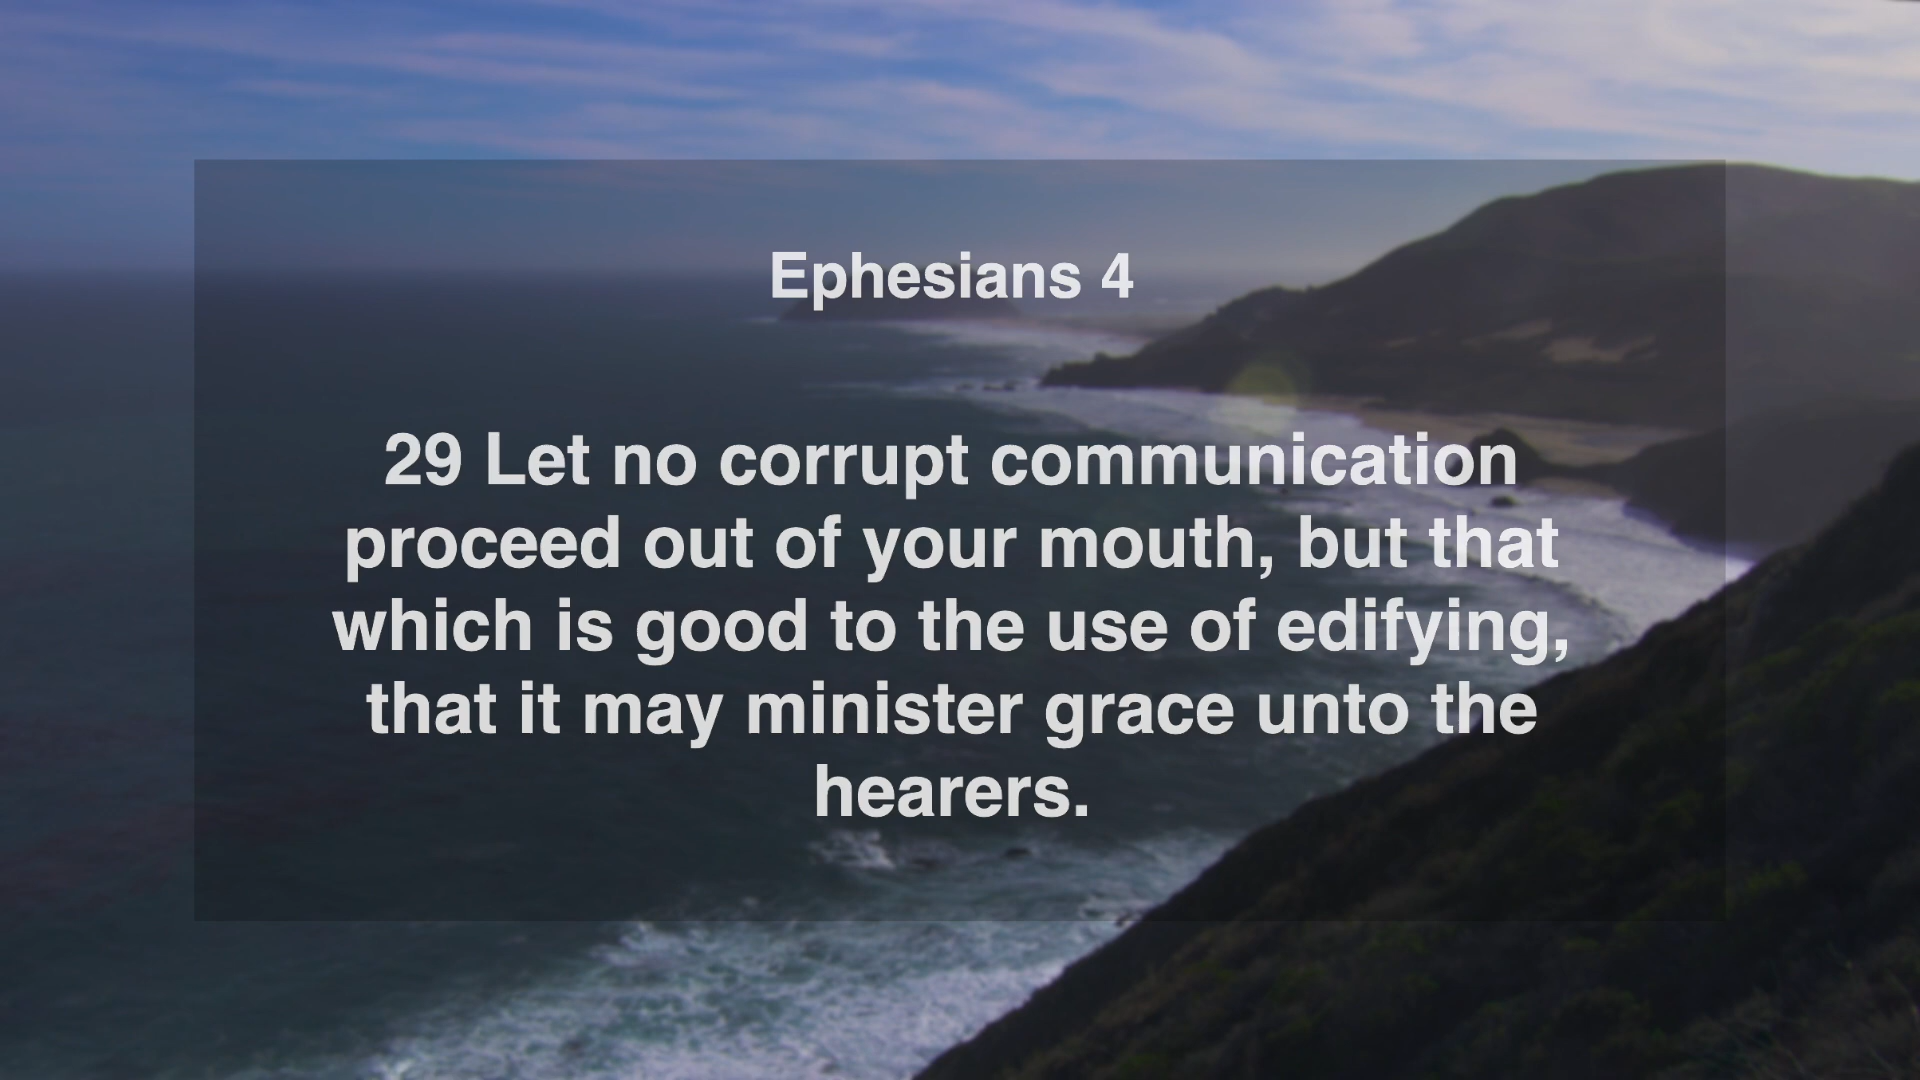 Ephesians 4
29 Let no corrupt communication
proceed out of your mouth, but that
which is good to the use of edifying,
that it may minister grace unto the
hearers.